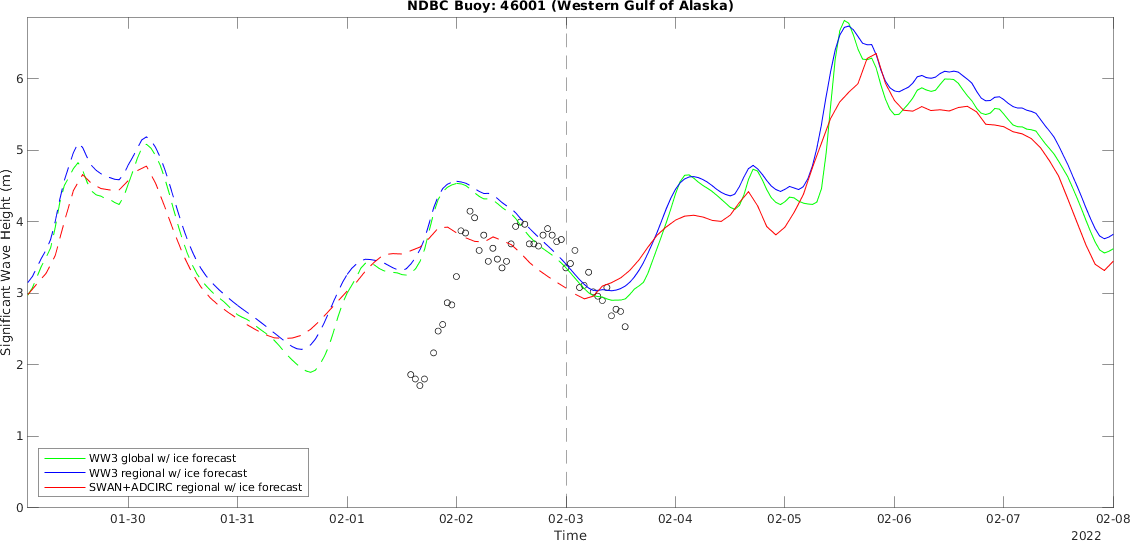 NDBC Buoy: 46001 (Western Gulf of Alaska)
Significant Wave Height (m)
6
5
4
3
2
1
0
WW3 global w/ ice forecast
WW3 regional w/ ice forecast
SWAN+ADCIRC regional w/ ice forecast
01-30 01-31 02-01 02-02 02-03 02-04 02-05 02-06 02-07 02-08
Time
2022